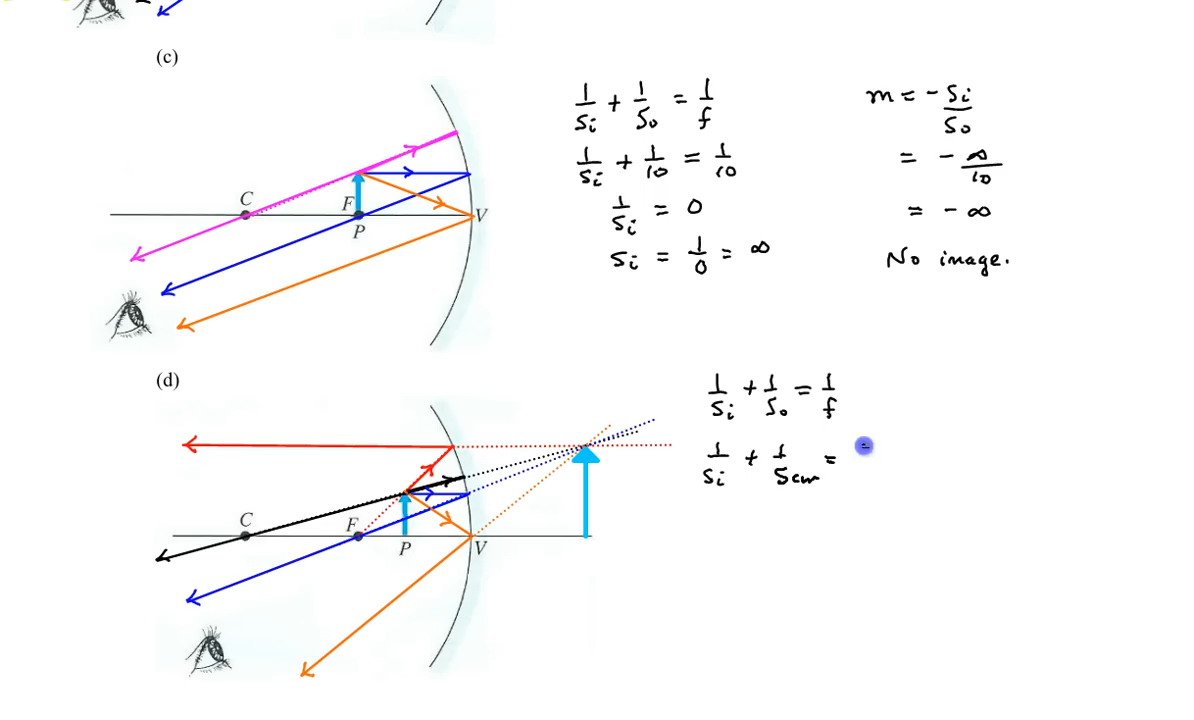 (c)
1/si + 1/so = 1/f
1/si + 1/10 = 1/10
1/si = 0
si = 1/0 = ∞
m = - si/so
= - ∞/10
= - ∞
No image.
C
F
P
V
(d)
1/si + 1/so = 1/f
1/si + 1/5cm =
C
F
P
V